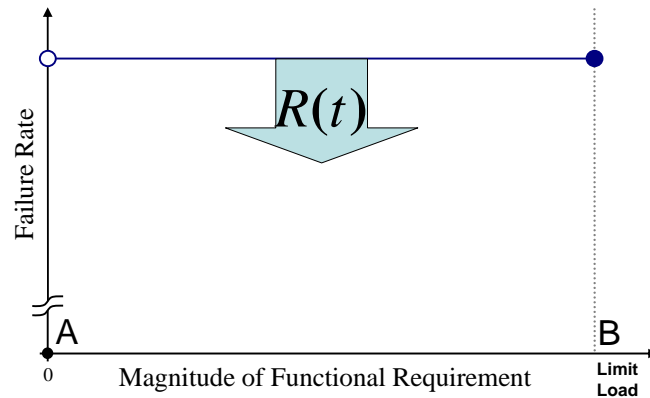 R(t)
Failure Rate
A
B
0
Magnitude of Functional Requirement
Limit
Load